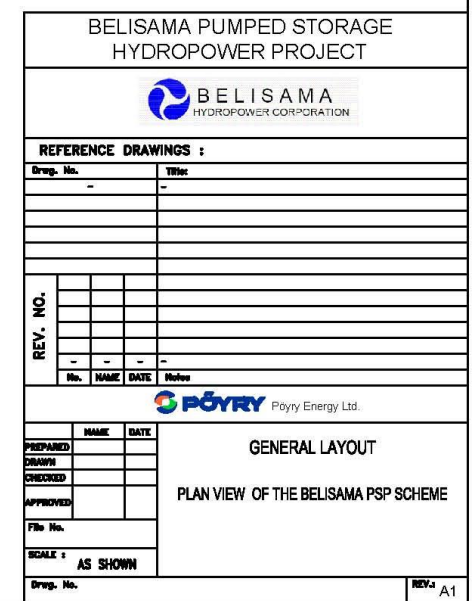 BELISAMA PUMPED STORAGE
HYDROPOWER PROJECT
BELISAMA
HYDROPOWER CORPORATION
REFERENCE DRAWINGS :
Drwg. No. Title:
- -
REV. NO.
- - - -
No. NAME DATE Notes
PÖYRY Pöyry Energy Ltd.
NAME DATE
PREPARED
DRAWN
CHECKED
APPROVED
GENERAL LAYOUT
PLAN VIEW OF THE BELISAMA PSP SCHEME
File No.
SCALE :
AS SHOWN
Drwg. No. REV.: A1